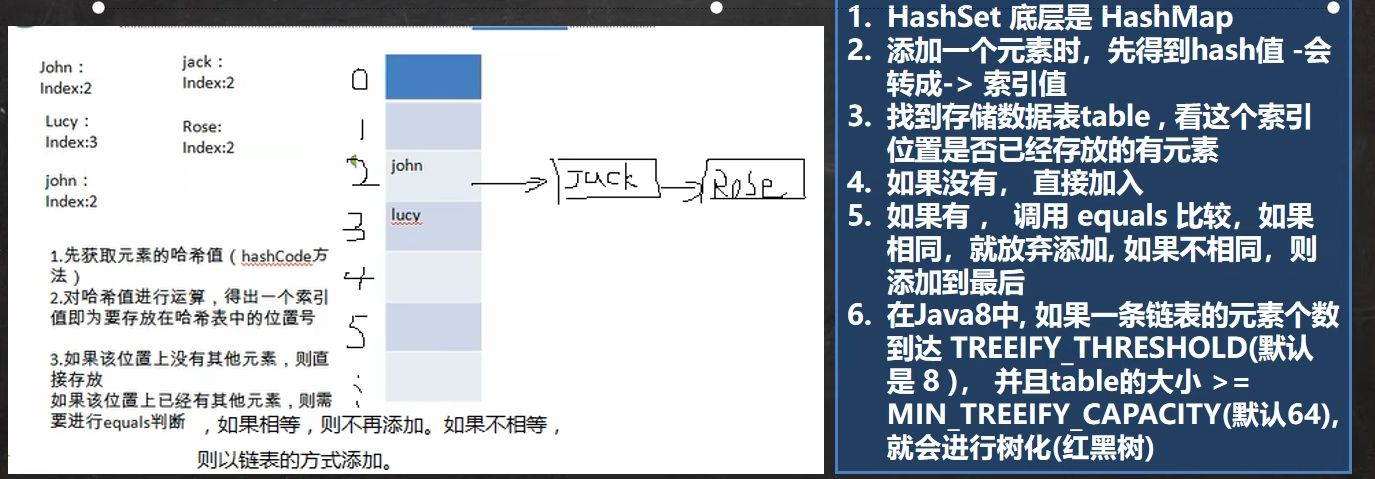 John：
Index:2
jack：
Index:2
Lucy：
Index:3
Rose:
Index:2
john：
Index:2
1.先获取元素的哈希值（hashCode方
法）
2.对哈希值进行运算，得出一个索引
值即为要存放在哈希表中的位置号
3.如果该位置上没有其他元素，则直
接存放
如果该位置上已经有其他元素，则需
要进行equals判断 ，如果相等，则不再添加。如果不相等，
则以链表的方式添加。
0
1
2
john
Jack
Rose
3
lucy
4
5
1. HashSet 底层是 HashMap
2. 添加一个元素时，先得到hash值 -会
转成-> 索引值
3. 找到存储数据表table , 看这个索引
位置是否已经存放的有元素
4. 如果没有， 直接加入
5. 如果有 ， 调用 equals 比较，如果
相同，就放弃添加, 如果不相同，则
添加到最后
6. 在Java8中, 如果一条链表的元素个数
到达 TREEIFY_THRESHOLD(默认
是 8 )， 并且table的大小 >=
MIN_TREEIFY_CAPACITY(默认64),
就会进行树化(红黑树)